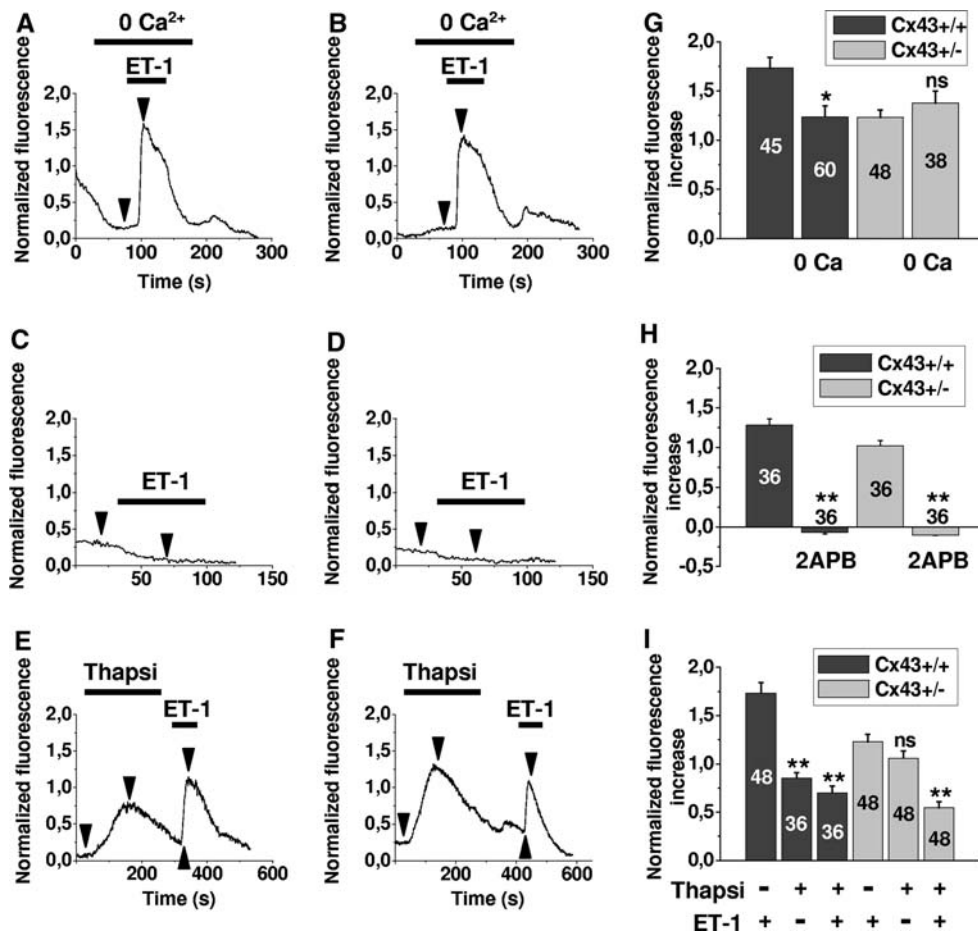 A
0 Ca²⁺
ET-1
Normalized fluorescence
2,0
1,5
1,0
0,5
0,0
0 100 200 300
Time (s)
B
0 Ca²⁺
ET-1
Normalized fluorescence
2,0
1,5
1,0
0,5
0,0
0 100 200 300
Time (s)
G
Normalized fluorescence
increase
Cx43+/+
Cx43+/-
2,0
1,5
1,0
0,5
0,0
45
*
60
48
ns
38
0 Ca 0 Ca
C
Normalized fluorescence
2,0
1,5
1,0
0,5
0,0
ET-1
50 100 150
D
Normalized fluorescence
2,0
1,5
1,0
0,5
0,0
ET-1
50 100 150
H
Normalized fluorescence
increase
Cx43+/+
Cx43+/-
2,0
1,5
1,0
0,5
0,0
-0,5
36
**
36
36
**
36
2APB 2APB
E
Thapsi
ET-1
Normalized fluorescence
2,0
1,5
1,0
0,5
0,0
0 200 400 600
Time (s)
F
Thapsi
ET-1
Normalized fluorescence
2,0
1,5
1,0
0,5
0,0
0 200 400 600
Time (s)
I
Normalized fluorescence
increase
Cx43+/+
Cx43+/-
2,0
1,5
1,0
0,5
0,0
48
**
36
**
36
48
ns
48
**
48
Thapsi - + + - + +
ET-1 + - + + - +